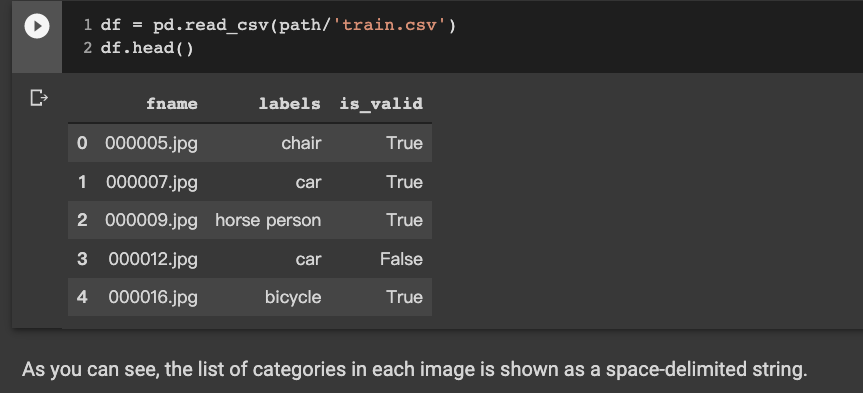 1 df = pd.read_csv(path/'train.csv')
2 df.head()
fname labels is_valid
0 000005.jpg chair True
1 000007.jpg car True
2 000009.jpg horse person True
3 000012.jpg car False
4 000016.jpg bicycle True
As you can see, the list of categories in each image is shown as a space-delimited string.